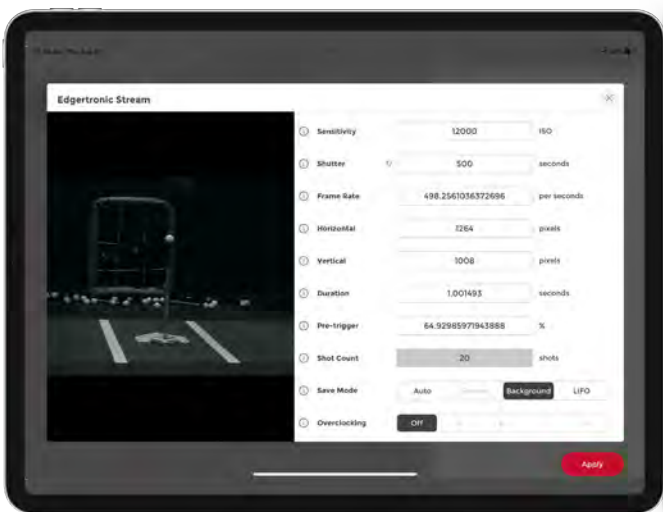 Edgertronic Stream
Sensitivity 12000 ISO
Shutter 1/ 500 seconds
Frame Rate 498.2561036372696 per seconds
Horizontal 1264 pixels
Vertical 1008 pixels
Duration 1.001493 seconds
Pre-trigger 64.92985971943888 %
Shot Count 20 shots
Save Mode Auto Background LIFO
Overclocking Off
Apply